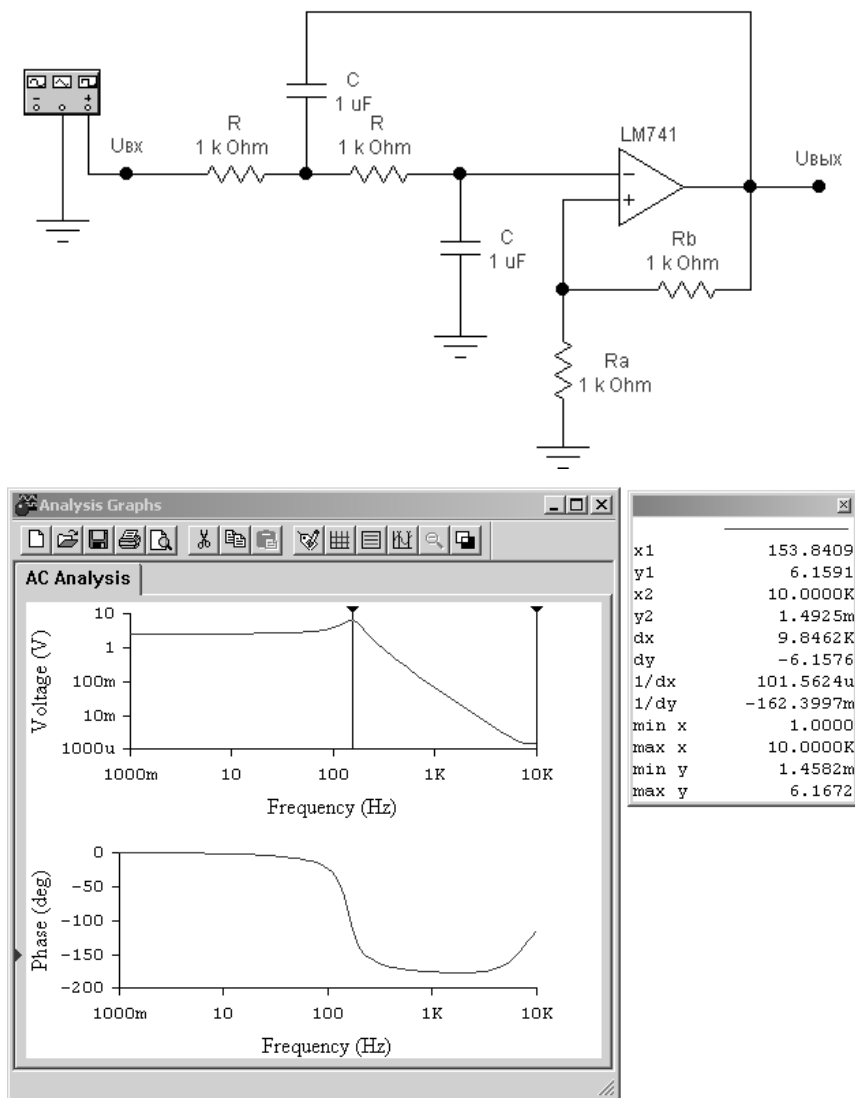 C
1 uF
R
1 k Ohm
R
1 k Ohm
Uвх
LM741
Uвых
C
1 uF
Rb
1 k Ohm
Ra
1 k Ohm
Analysis Graphs
AC Analysis
Voltage (V)
10
1
100m
10m
1000u
1000m 10 100 1K 10K
Frequency (Hz)
Phase (deg)
0
-50
-100
-150
-200
1000m 10 100 1K 10K
Frequency (Hz)
x1 153.8409
y1 6.1591
x2 10.0000K
y2 1.4925m
dx 9.8462K
dy -6.1576
1/dx 101.5624u
1/dy -162.3997m
min x 1.0000
max x 10.0000K
min y 1.4582m
max y 6.1672